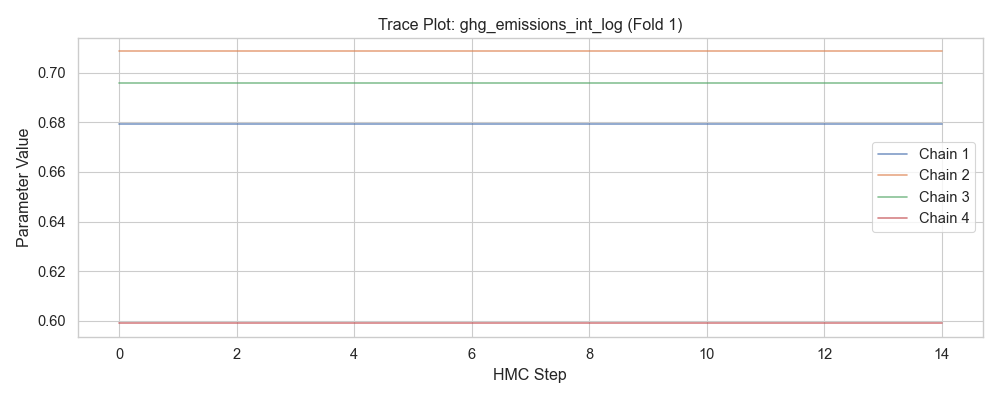 Trace Plot: ghg_emissions_int_log (Fold 1)
Parameter Value
0.70
0.68
0.66
0.64
0.62
0.60
Chain 1
Chain 2
Chain 3
Chain 4
0 2 4 6 8 10 12 14
HMC Step